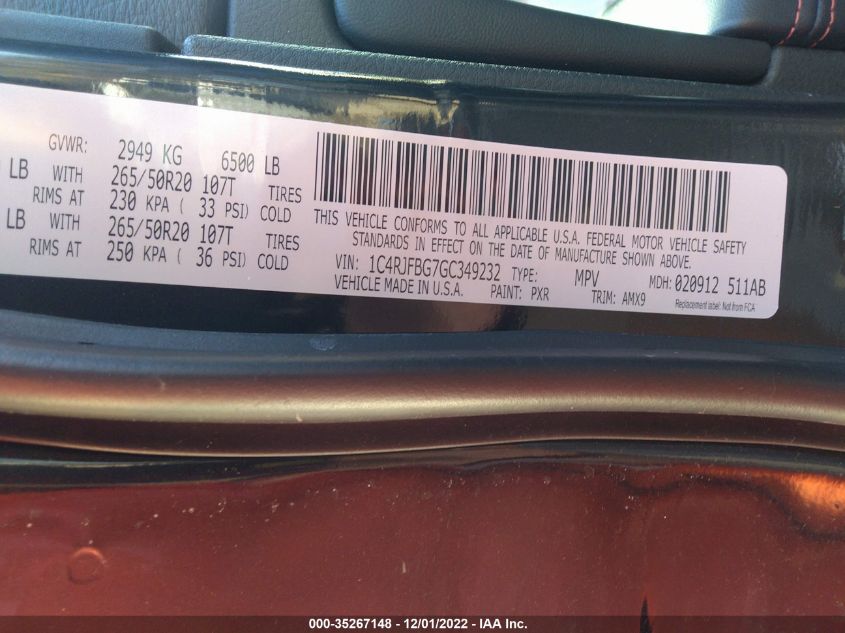 GVWR: 2949 KG 6500 LB
LB WITH 265/50R20 107T TIRES
RIMS AT 230 KPA ( 33 PSI) COLD
LB WITH 265/50R20 107T TIRES
RIMS AT 250 KPA ( 36 PSI) COLD
THIS VEHICLE CONFORMS TO ALL APPLICABLE U.S.A. FEDERAL MOTOR VEHICLE SAFETY
STANDARDS IN EFFECT ON THE DATE OF MANUFACTURE SHOWN ABOVE.
VIN: 1C4RJFBG7GC349232 TYPE: MPV MDH: 020912 511AB
VEHICLE MADE IN U.S.A. PAINT: PXR TRIM: AMX9
Replacement label: Not from FCA
000-35267148 - 12/01/2022 - IAA Inc.